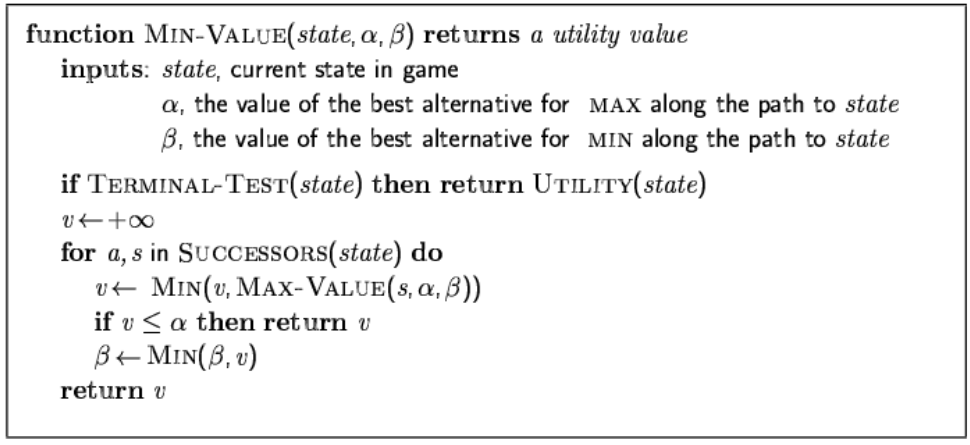 function MIN-VALUE(state, α, β) returns a utility value
inputs: state, current state in game
α, the value of the best alternative for MAX along the path to state
β, the value of the best alternative for MIN along the path to state
if TERMINAL-TEST(state) then return UTILITY(state)
v ← +∞
for a, s in SUCCESSORS(state) do
v ← MIN(v, MAX-VALUE(s, α, β))
if v ≤ α then return v
β ← MIN(β, v)
return v